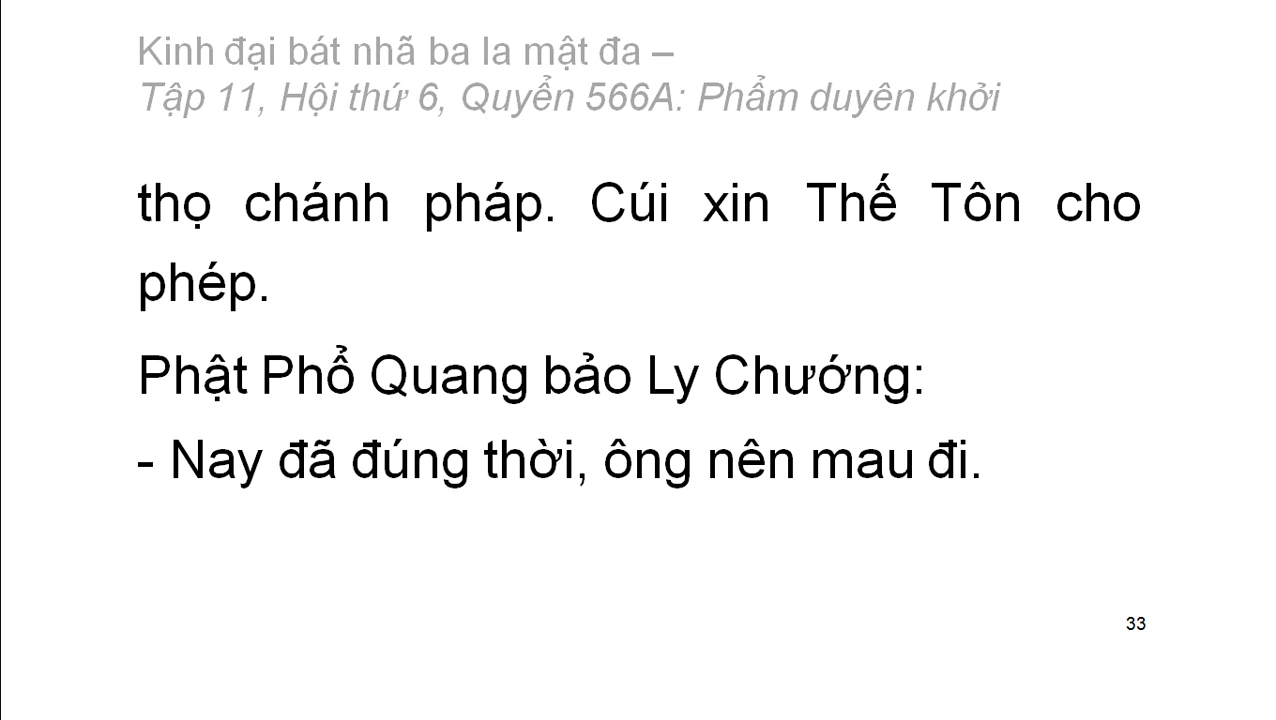 Kinh đại bát nhã ba la mật đa –
Tập 11, Hội thứ 6, Quyển 566A: Phẩm duyên khởi
thọ chánh pháp. Cúi xin Thế Tôn cho
phép.
Phật Phổ Quang bảo Ly Chướng:
- Nay đã đúng thời, ông nên mau đi.
33